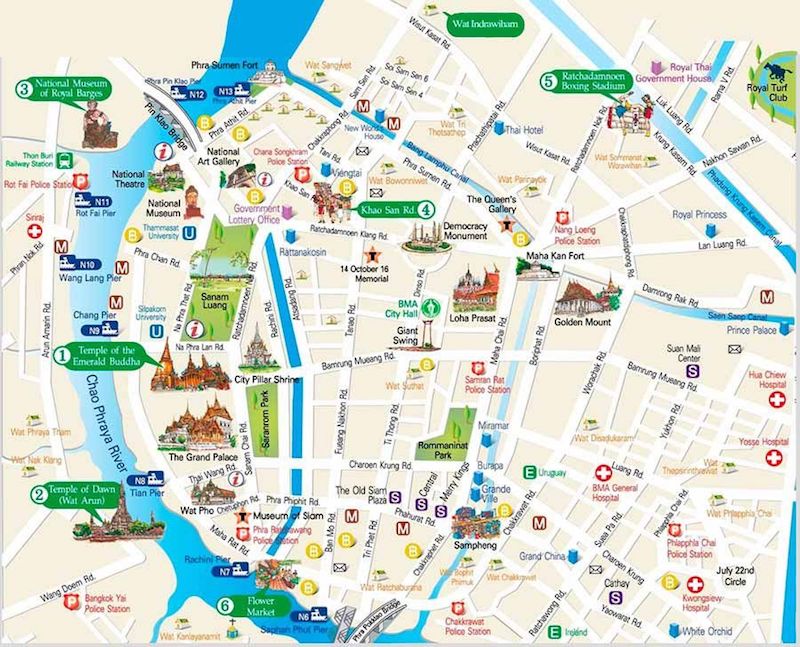 Wat Indrawiharn
Wisut Kasat Rd.
Phra Sumen Fort
Wat Sangwet
Soi Sam Sen 6
Soi Sam Sen 4
Sam Sen Rd.
Royal Thai
Government House
Rama V Rd.
Royal Turf
Club
5
Ratchadamnoen
Boxing Stadium
3
National Museum
of Royal Barges
Phra Pin Klao Pier
N12
N13
Phra Athit Pier
Pin Klao Bridge
Phra Athit Rd.
Chakraphong Rd.
New World
House
Wat Tri
Thotsathep
Prachathipatai Rd.
Thai Hotel
Wisut Kasat Rd.
Ratchadamnoen Nok Rd.
Luk Luang Rd.
Krung Kasem Rd.
Nakhon Sawan Rd.
Phadung Krung Kasem Canal
Thon Buri
Railway Station
Rot Fai Police Station
National
Theatre
National
Art Gallery
Chana Songkhram
Police Station
Tani Rd.
Viengtai
Bang Lamphu Canal
Phra Sumen Rd.
Wat Bowonniwet
Wat Parinayok
Wat Sommanat
Worawihan
N11
Rot Fai Pier
National
Museum
Government
Lottery Office
Khao San Rd.
Khao San Rd. 4
The Queen's
Gallery
Nang Loeng
Police Station
Chakkraphatiphong Rd.
Royal Princess
Lan Luang Rd.
Siriraj
Phran Nok Rd.
Thammasat
University
Phra Chan Rd.
Rattanakosin
Ratchadamnoen Klang Rd.
Democracy
Monument
Maha Kan Fort
14 October 16
Memorial
Dinso Rd.
N10
Wang Lang Pier
Sanam
Luang
Na Phra That Rd.
Ratchadamnoen Nai Rd.
Rachini Rd.
Atsadang Rd.
Tanao Rd.
BMA
City Hall
Giant
Swing
Loha Prasat
Golden Mount
Damrong Rak Rd.
Saen Saep Canal
Prince Palace
Chang Pier
N9
Silpakorn
University
Na Phra Lan Rd.
Arun Amarin Rd.
1
Temple of the
Emerald Buddha
City Pillar Shrine
Bamrung Mueang Rd.
Maha Chai Rd.
Boriphat Rd.
Worachak Rd.
Suan Mali
Center
Bamrung Mueang Rd.
Hua Chiew
Hospital
Chao Phraya River
Saranrom Park
Wat Suthat
Samran Rat
Police Station
Fueang Nakhon Rd.
Ti Thong Rd.
Rommaninat
Park
Miramar
Wat Disadukaram
Yukhon Rd.
Yosse Hospital
Wat Phraya Tham
Wat Nak Klang
The Grand Palace
Sanam Chai Rd.
Charoen Krung Rd.
Burapa
Uruguay
Luang Rd.
Wat
Thepsirinthrawat
BMA General
Hospital
2
Temple of Dawn
(Wat Arun)
N8
Tian Pier
Thai Wang Rd.
Wat Pho
Chetuphon Rd.
Phra Phiphit Rd.
The Old Siam
Plaza
Central
Merry Kings
Grande
Ville
Chakkrawat Rd.
Wat Phlapphla Chai
Phlapphla Chai Rd.
Museum of Siam
Maha Rat Rd.
Phra Ratchawang
Police Station
Ban Mo Rd.
Tri Phet Rd.
Phahurat Rd.
Chakraphet Rd.
Sampheng
Suea Pa Rd.
Phlapphla Chai
Police Station
Grand China
Charoen Krung Rd.
Rachini Pier
N7
Wat Ratchaburana
Wat Bophit
Phimuk
Wat Chakkrawat
Cathay
Yaowarat Rd.
July 22nd
Circle
Kwongsiew
Hospital
Wang Doem Rd.
Bangkok Yai
Police Station
6
Flower
Market
N6
Saphan Phut Pier
Phra Pokklao Bridge
Wat Kanlayanamit
Chakkrawat
Police Station
Ratchawong Rd.
Ireland
White Orchid